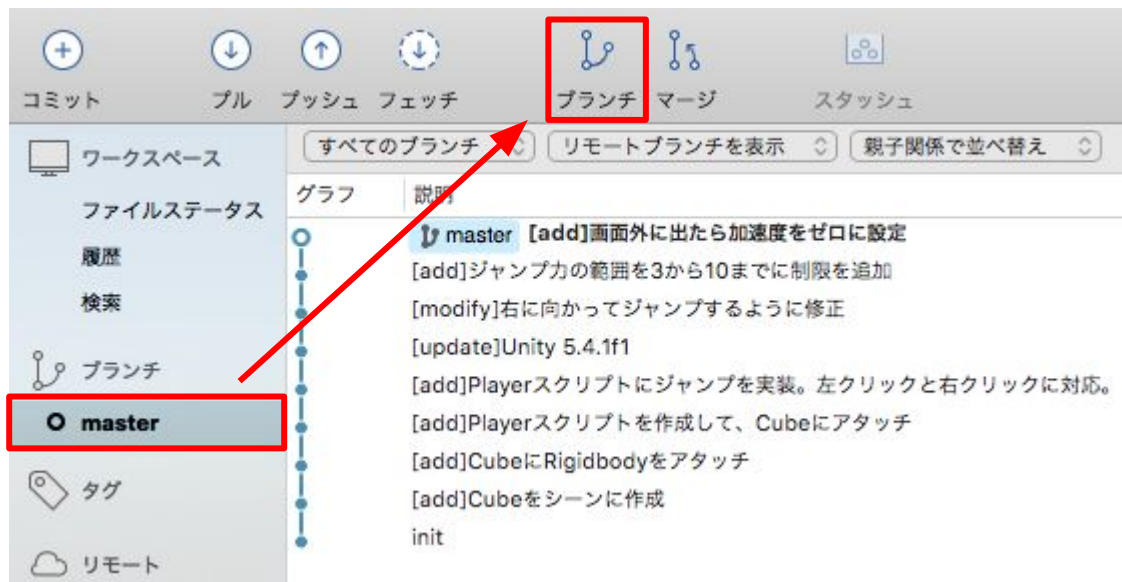 コミット プル プッシュ フェッチ ブランチ マージ スタッシュ
ワークスペース
ファイルステータス
履歴
検索
ブランチ
master
タグ
リモート
すべてのブランチ リモートブランチを表示 親子関係で並べ替え
グラフ 説明
master [add]画面外に出たら加速度をゼロに設定
[add]ジャンプ力の範囲を3から10までに制限を追加
[modify]右に向かってジャンプするように修正
[update]Unity 5.4.1f1
[add]Playerスクリプトにジャンプを実装。左クリックと右クリックに対応。
[add]Playerスクリプトを作成して、Cubeにアタッチ
[add]CubeにRigidbodyをアタッチ
[add]Cubeをシーンに作成
init